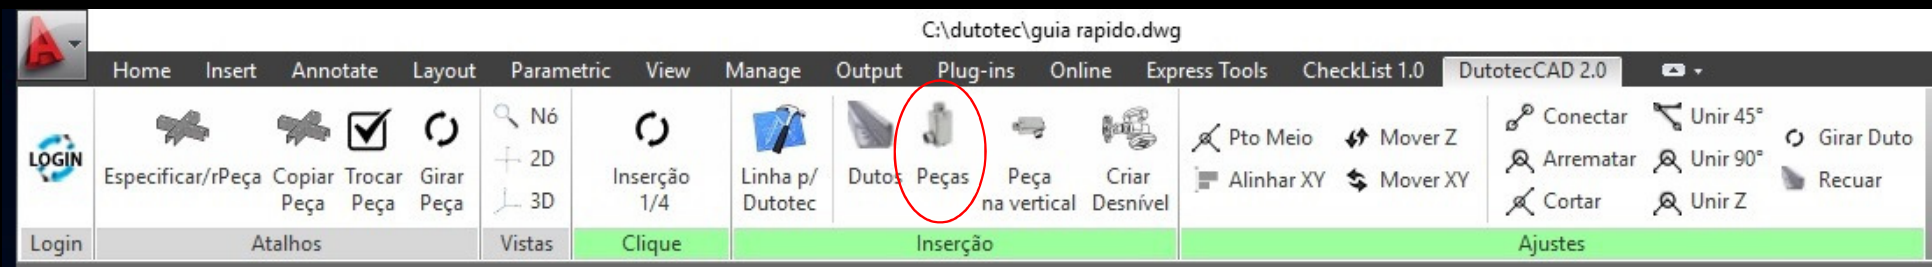 C:\dutotec\guia rapido.dwg
Home Insert Annotate Layout Parametric View Manage Output Plug-ins Online Express Tools CheckList 1.0 DutotecCAD 2.0
LOGIN
Especificar/rPeça
Copiar
Peça
Trocar
Peça
Girar
Peça
Nó
2D
3D
Inserção
1/4
Linha p/
Dutotec
Dutos
Peças
Peça
na vertical
Criar
Desnível
Pto Meio
Alinhar XY
Mover Z
Mover XY
Conectar
Arrematar
Cortar
Unir 45°
Unir 90°
Unir Z
Girar Duto
Recuar
Login Atalhos Vistas Clique Inserção Ajustes